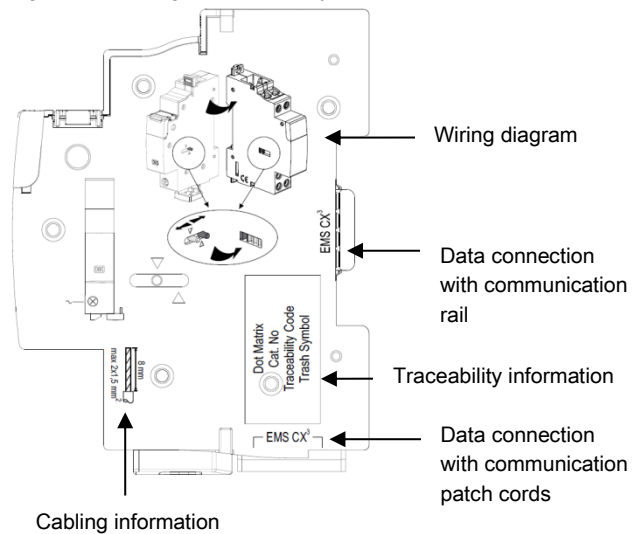 Wiring diagram
EMS CX³
Data connection
with communication
rail
Dot Matrix
Cat. No
Traceability Code
Trash Symbol
Traceability information
8 mm
max 2x1,5 mm²
EMS CX³
Data connection
with communication
patch cords
Cabling information